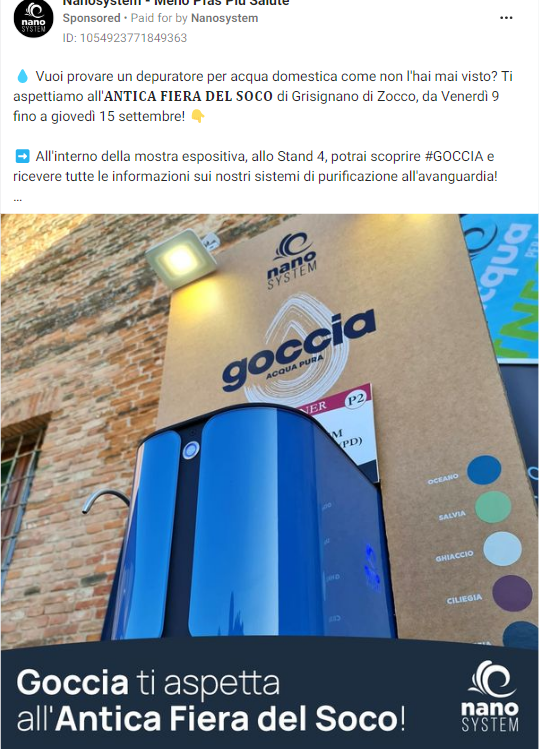 Nanosystem - Meno Pfas Più Salute
Sponsored • Paid for by Nanosystem
ID: 1054923771849363
💧 Vuoi provare un depuratore per acqua domestica come non l'hai mai visto? Ti
aspettiamo all'𝐀𝐍𝐓𝐈𝐂𝐀 𝐅𝐈𝐄𝐑𝐀 𝐃𝐄𝐋 𝐒𝐎𝐂𝐎 di Grisignano di Zocco, da Venerdì 9
fino a giovedì 15 settembre! 👇
➡️ All'interno della mostra espositiva, allo Stand 4, potrai scoprire #GOCCIA e
ricevere tutte le informazioni sui nostri sistemi di purificazione all'avanguardia!
...
nano
SYSTEM
nano
SYSTEM
goccia
ACQUA PURA
P2
(PD)
OCEANO
SALVIA
GHIACCIO
CILIEGIA
Goccia ti aspetta
all'Antica Fiera del Soco!
nano
SYSTEM